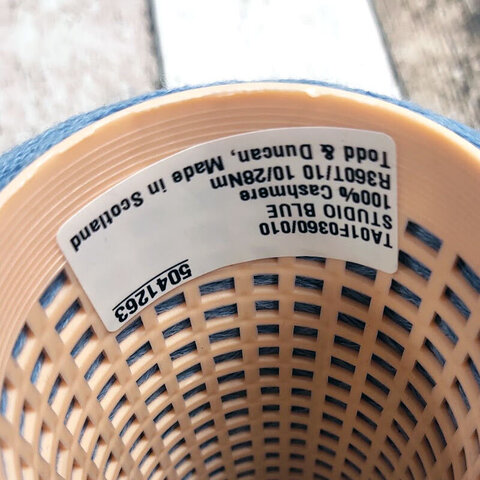 TA01F0360/010
STUDIO BLUE
100% Cashmere
R360T/10 10/28Nm
Todd & Duncan, Made in Scotland
5041263